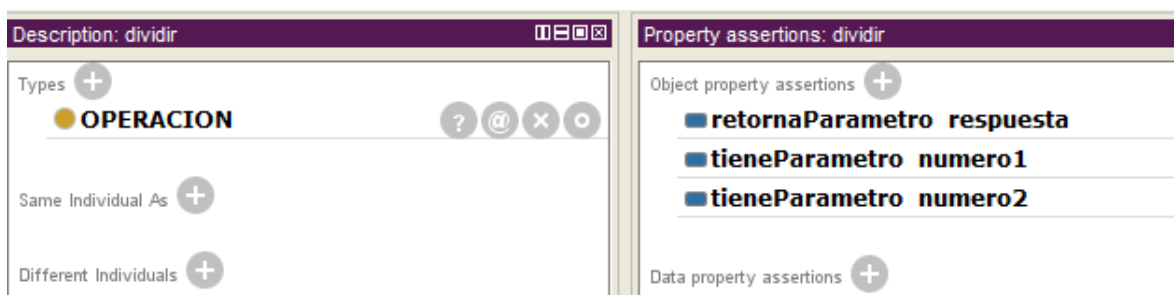 Description: dividir
Types
OPERACION
? @
Same Individual As
Different Individuals
Property assertions: dividir
Object property assertions
retornaParametro respuesta
tieneParametro numero1
tieneParametro numero2
Data property assertions